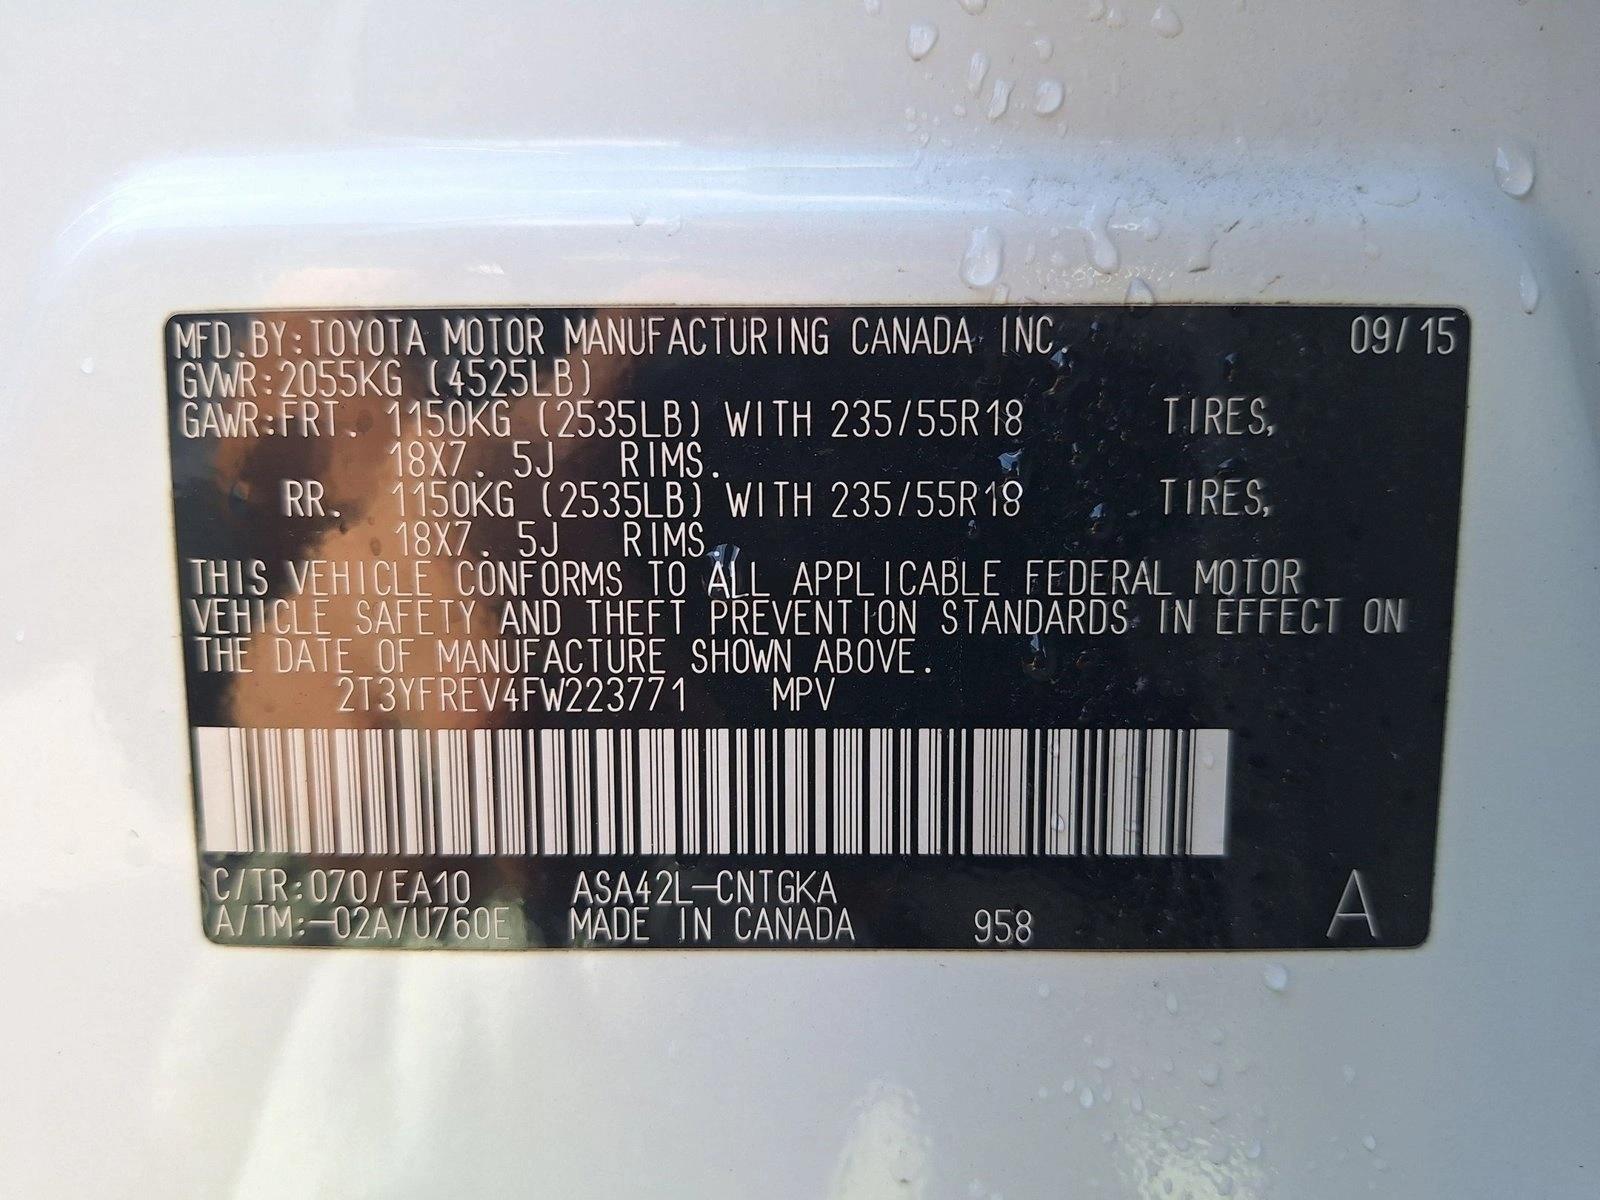 MFD.BY:TOYOTA MOTOR MANUFACTURING CANADA INC. 09/15
GVWR:2055KG (4525LB)
GAWR:FRT. 1150KG (2535LB) WITH 235/55R18 TIRES,
18X7.5J RIMS.
RR. 1150KG (2535LB) WITH 235/55R18 TIRES,
18X7.5J RIMS
THIS VEHICLE CONFORMS TO ALL APPLICABLE FEDERAL MOTOR
VEHICLE SAFETY AND THEFT PREVENTION STANDARDS IN EFFECT ON
THE DATE OF MANUFACTURE SHOWN ABOVE.
2T3YFREV4FW223771 MPV
C/TR:070/EA10 ASA42L-CNTGKA A
A/TM:-02A/U760E MADE IN CANADA 958